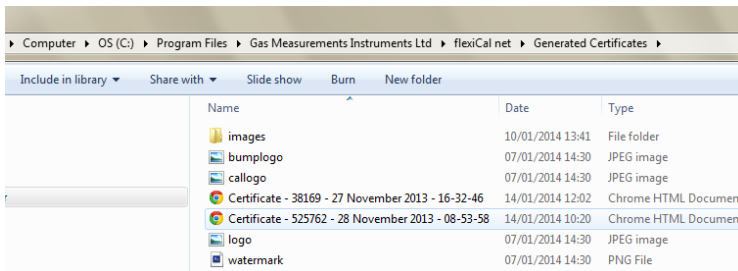 Computer ▸ OS (C:) ▸ Program Files ▸ Gas Measurements Instruments Ltd ▸ flexiCal net ▸ Generated Certificates ▸
Include in library Share with Slide show Burn New folder
Name Date Type
images 10/01/2014 13:41 File folder
bumplogo 07/01/2014 14:30 JPEG image
callogo 07/01/2014 14:30 JPEG image
Certificate - 38169 - 27 November 2013 - 16-32-46 14/01/2014 12:02 Chrome HTML Documen
Certificate - 525762 - 28 November 2013 - 08-53-58 14/01/2014 10:20 Chrome HTML Documen
logo 07/01/2014 14:30 JPEG image
watermark 07/01/2014 14:30 PNG File